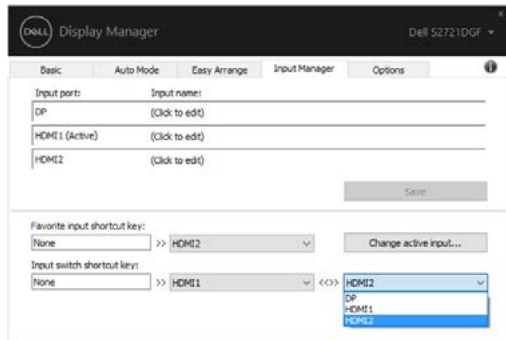 DELL Display Manager
Dell S2721DGF
Basic Auto Mode Easy Arrange Input Manager Options
Input port: Input name:
DP (Click to edit)
HDMI1 (Active) (Click to edit)
HDMI2 (Click to edit)
Save
Favorite input shortcut key:
None >> HDMI2 Change active input...
Input switch shortcut key:
None >> HDMI1 <<>> HDMI2
DP
HDMI1
HDMI2